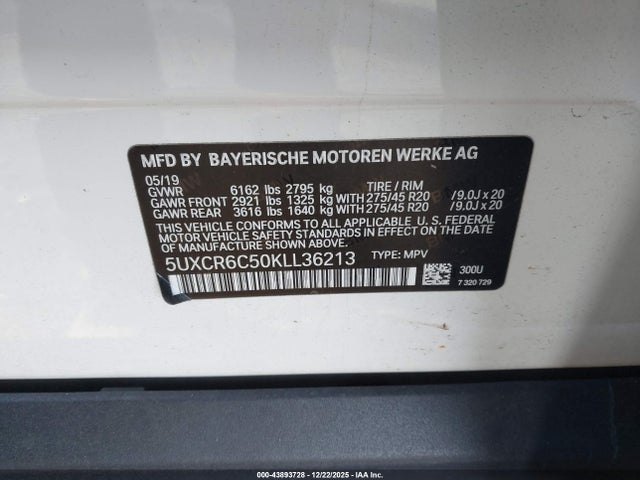 MFD BY BAYERISCHE MOTOREN WERKE AG
05/19
GVWR 6162 lbs 2795 kg TIRE / RIM
GAWR FRONT 2921 lbs 1325 kg WITH 275/45 R20 /9.0J x 20
GAWR REAR 3616 lbs 1640 kg WITH 275/45 R20 /9.0J x 20
THIS VEHICLE CONFORMS TO ALL APPLICABLE U. S. FEDERAL
MOTOR VEHICLE SAFETY STANDARDS IN EFFECT ON THE
DATE OF MANUFACTURE SHOWN ABOVE.
5UXCR6C50KLL36213 TYPE: MPV
300U
7 320 729
000-43893728 - 12/22/2025 - IAA Inc.